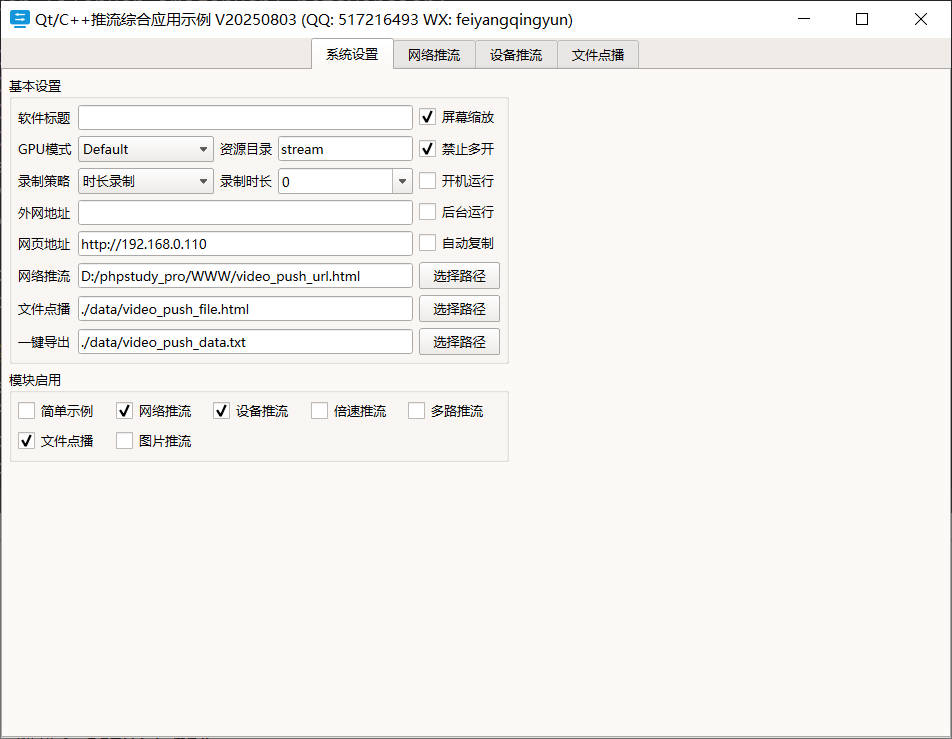 Qt/C++推流综合应用示例 V20250803 (QQ: 517216493 WX: feiyangqingyun)
系统设置 网络推流 设备推流 文件点播
基本设置
软件标题 屏幕缩放
GPU模式 Default 资源目录 stream 禁止多开
录制策略 时长录制 录制时长 0 开机运行
外网地址 后台运行
网页地址 http://192.168.0.110 自动复制
网络推流 D:/phpstudy_pro/WWW/video_push_url.html 选择路径
文件点播 ./data/video_push_file.html 选择路径
一键导出 ./data/video_push_data.txt 选择路径
模块启用
简单示例 网络推流 设备推流 倍速推流 多路推流
文件点播 图片推流